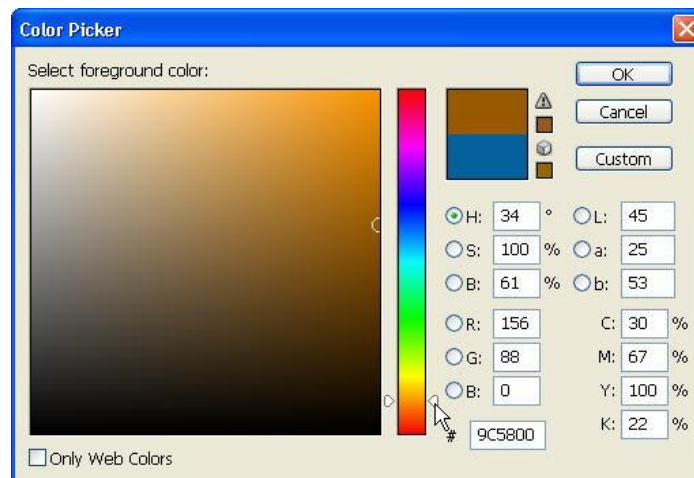 Color Picker
Select foreground color:
OK
Cancel
Custom
H: 34 ° L: 45
S: 100 % a: 25
B: 61 % b: 53
R: 156 C: 30 %
G: 88 M: 67 %
B: 0 Y: 100 %
# 9C5800 K: 22 %
Only Web Colors